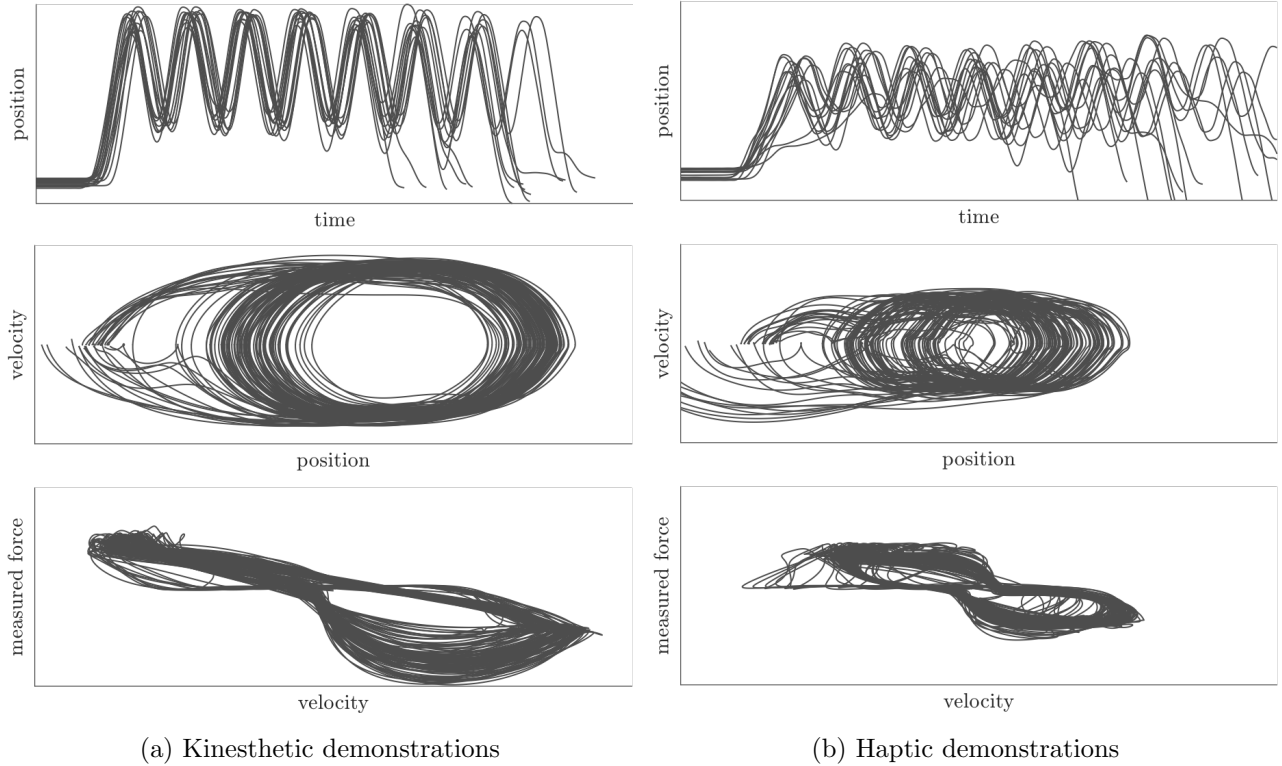 position
time
position
time
velocity
position
velocity
position
measured force
velocity
measured force
velocity
(a) Kinesthetic demonstrations
(b) Haptic demonstrations